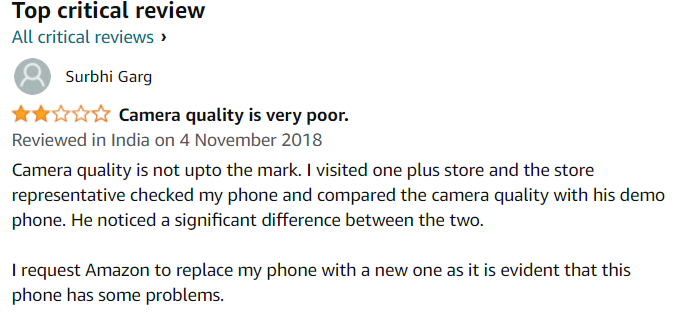 Top critical review
All critical reviews ›
Surbhi Garg
Camera quality is very poor.
Reviewed in India on 4 November 2018
Camera quality is not upto the mark. I visited one plus store and the store
representative checked my phone and compared the camera quality with his demo
phone. He noticed a significant difference between the two.
I request Amazon to replace my phone with a new one as it is evident that this
phone has some problems.